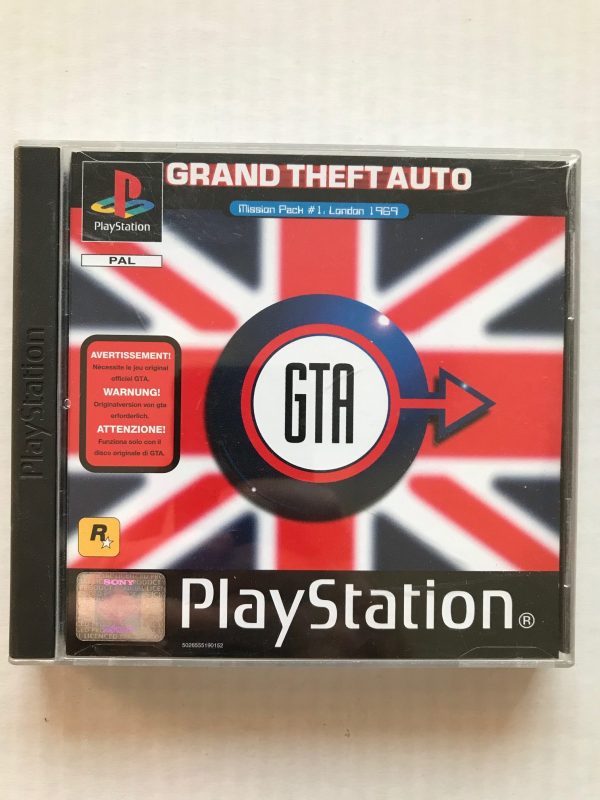 PlayStation
GRAND THEFT AUTO
Mission Pack #1, London 1969
PlayStation
PAL
AVERTISSEMENT!
Nécessite le jeu original
officiel GTA.
WARNUNG!
Originalversion von gta
erforderlich.
ATTENZIONE!
Funziona solo con il
disco originale di GTA.
GTA
R
SONY
PlayStation®
5026555190152